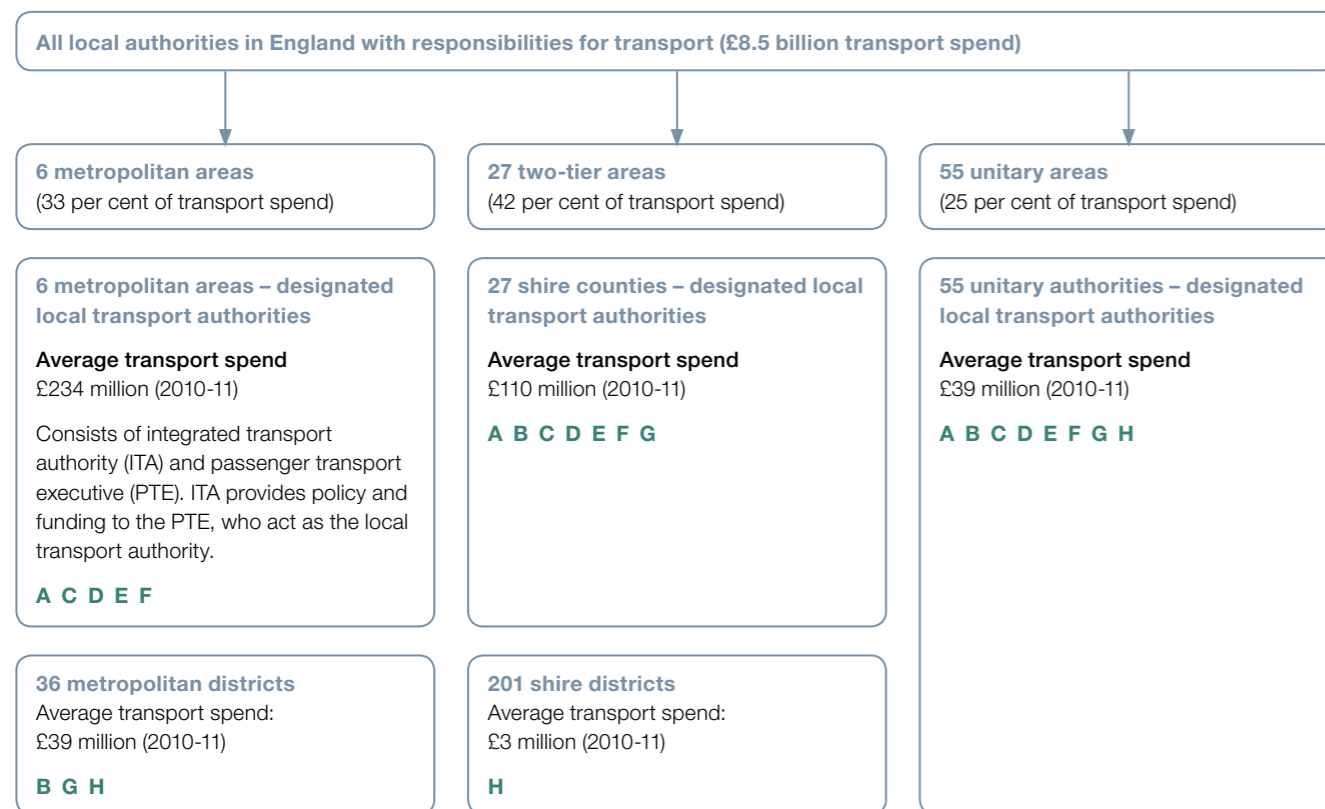 All local authorities in England with responsibilities for transport (£8.5 billion transport spend)
6 metropolitan areas
(33 per cent of transport spend)
27 two-tier areas
(42 per cent of transport spend)
55 unitary areas
(25 per cent of transport spend)
6 metropolitan areas – designated
local transport authorities
Average transport spend
£234 million (2010-11)
Consists of integrated transport
authority (ITA) and passenger transport
executive (PTE). ITA provides policy and
funding to the PTE, who act as the local
transport authority.
A C D E F
27 shire counties – designated local
transport authorities
Average transport spend
£110 million (2010-11)
A B C D E F G
55 unitary authorities – designated
local transport authorities
Average transport spend
£39 million (2010-11)
A B C D E F G H
36 metropolitan districts
Average transport spend:
£39 million (2010-11)
B G H
201 shire districts
Average transport spend:
£3 million (2010-11)
H